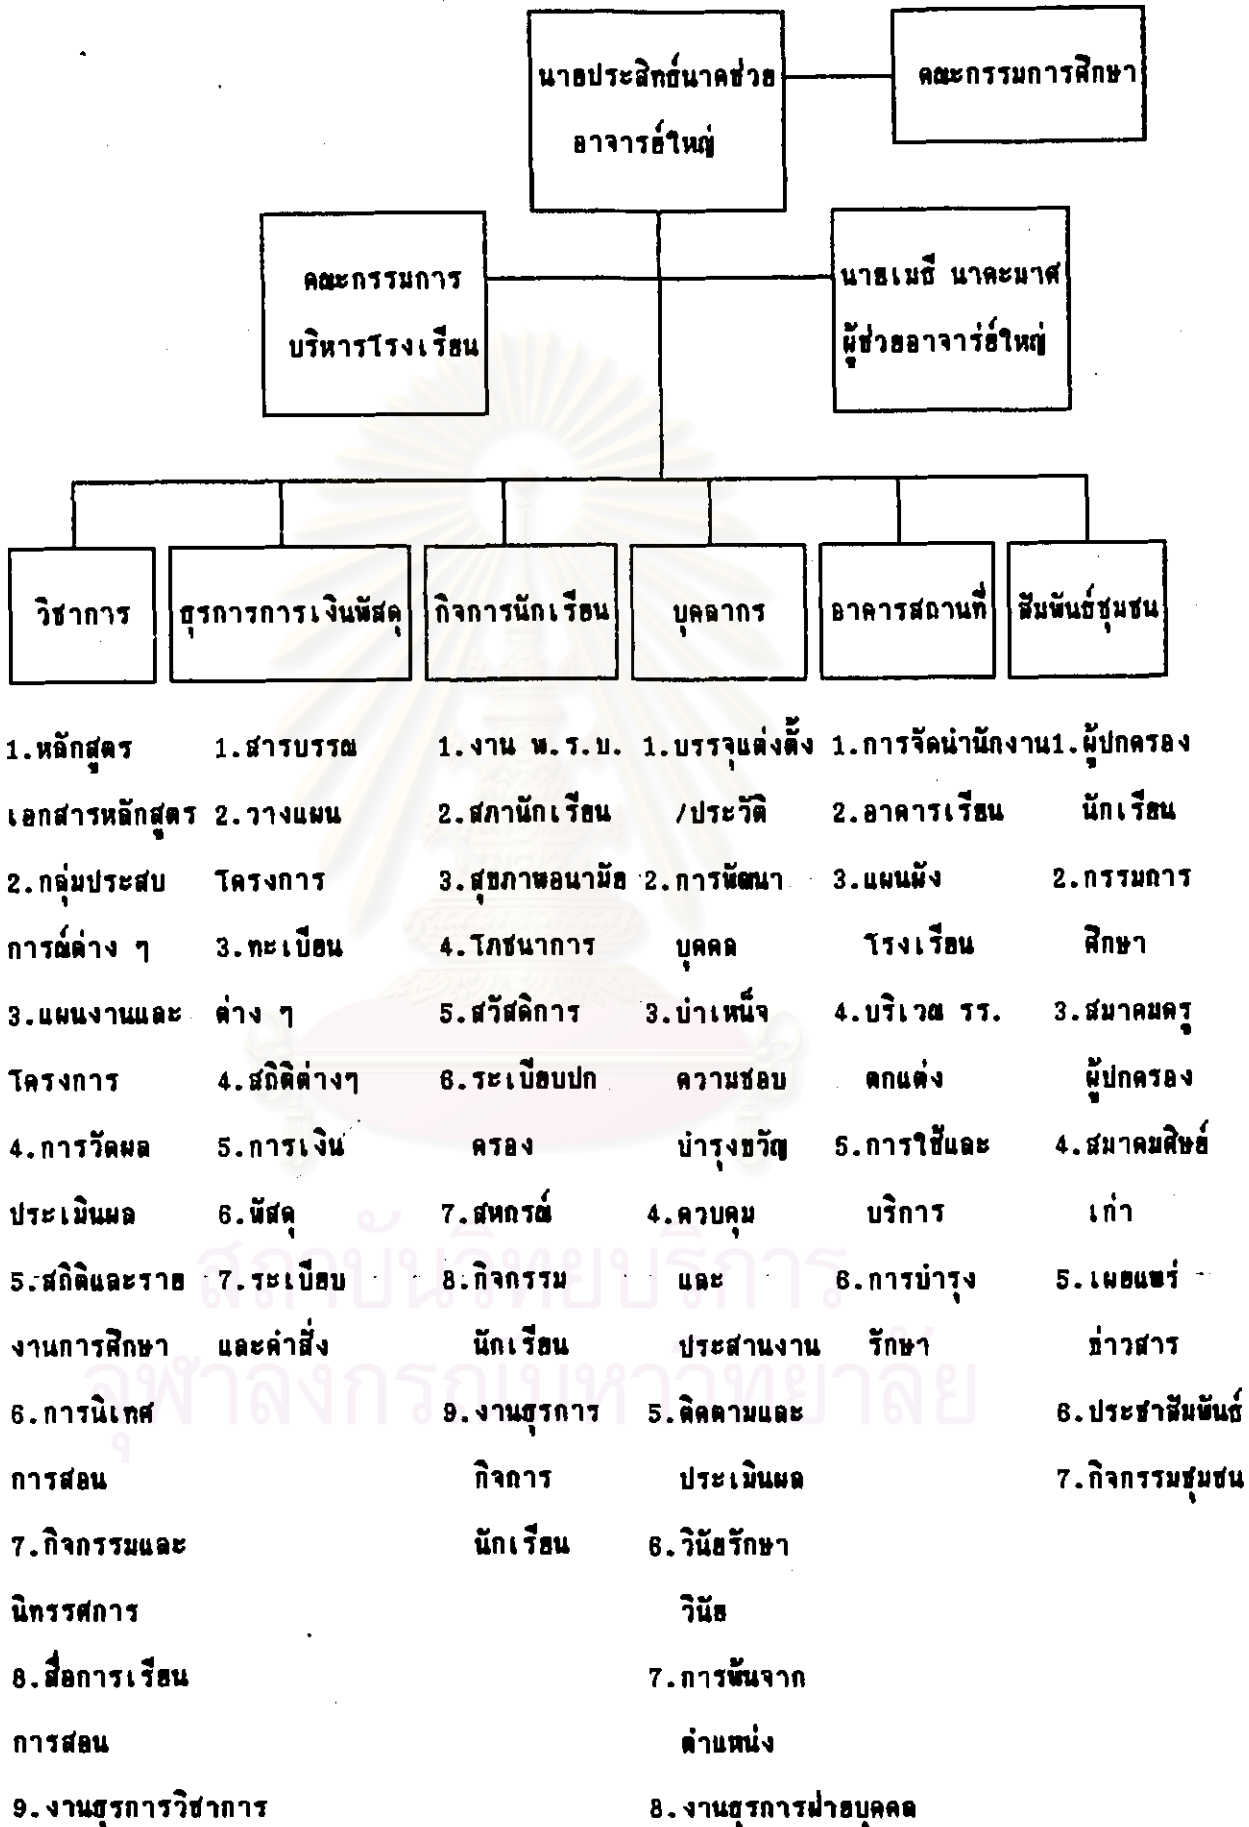 นายประสิทธ์นาคช่วย
อาจารย์ใหญ่
คณะกรรมการศึกษา
คณะกรรมการ
บริหารโรงเรียน
นายเมธี นาคะมาศ
ผู้ช่วยอาจาร่ย์ใหญ่
วิชาการ
ธุรการการเงินพัสดุ
กิจการนักเรียน
บุคลากร
อาคารสถานที่
สัมพันธ์ชุมชน
1.หลักสูตร
เอกสารหลักสูตร
2.กลุ่มประสบ
การณ์ต่าง ๆ
3.แผนงานและ
โครงการ
4.การวัดผล
ประเมินผล
5.สถิติและราย
งานการศึกษา
6.การนิเทศ
การสอน
7.กิจกรรมและ
นิทรรศการ
8.สื่อการเรียน
การสอน
9.งานธุรการวิชาการ
1.สารบรรณ
2.วางแผน
โครงการ
3.ทะเบียน
ต่าง ๆ
4.สถิติต่างๆ
5.การเงิน
6.พัสดุ
7.ระเบียบ
และคำสั่ง
1.งาน พ.ร.บ.
2.สภานักเรียน
3.สุขภาพอนามัย
4.โภชนาการ
5.สวัสดิการ
6.ระเบียบปก
ครอง
7.สหกรณ์
8.กิจกรรม
นักเรียน
9.งานธุรการ
กิจการ
นักเรียน
1.บรรจุแต่งตั้ง
/ประวัติ
2.การพัฒนา
บุคคล
3.บำเหน็จ
ความชอบ
บำรุงขวัญ
4.ควบคุม
และ
ประสานงาน
5.ติดตามและ
ประเมินผล
6.วินัยรักษา
วินัย
7.การพ้นจาก
ตำแหน่ง
8.งานธุรการฝ่ายบุคคล
1.การจัดนำนักงาน
2.อาคารเรียน
3.แผนผัง
โรงเรียน
4.บริเวณ รร.
ตกแต่ง
5.การใช้และ
บริการ
6.การบำรุง
รักษา
1.ผู้ปกครอง
นักเรียน
2.กรรมการ
ศึกษา
3.สมาคมครู
ผู้ปกครอง
4.สมาคมศิษย์
เก่า
5.เผยแพร่
ข่าวสาร
6.ประชาสัมพันธ์
7.กิจกรรมชุมชน
สถาบันวิทยบริการ
จุฬาลงกรณ์มหาวิทยาลัย